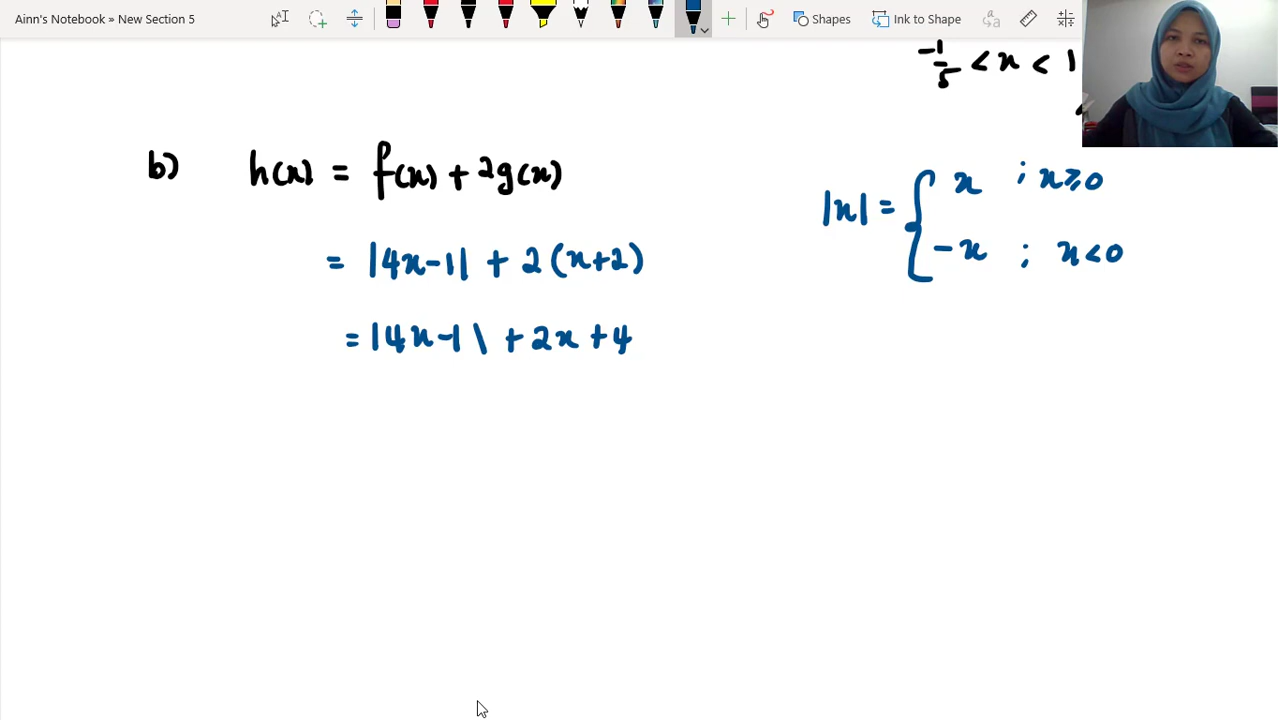 Ainn's Notebook » New Section 5
Shapes
Ink to Shape
-1/5 < x < 1
b) h(x) = f(x) + 2g(x)
= |4x-1| + 2(x+2)
= |4x-1\ + 2x + 4
|x| = { x ; x≥0
-x ; x<0